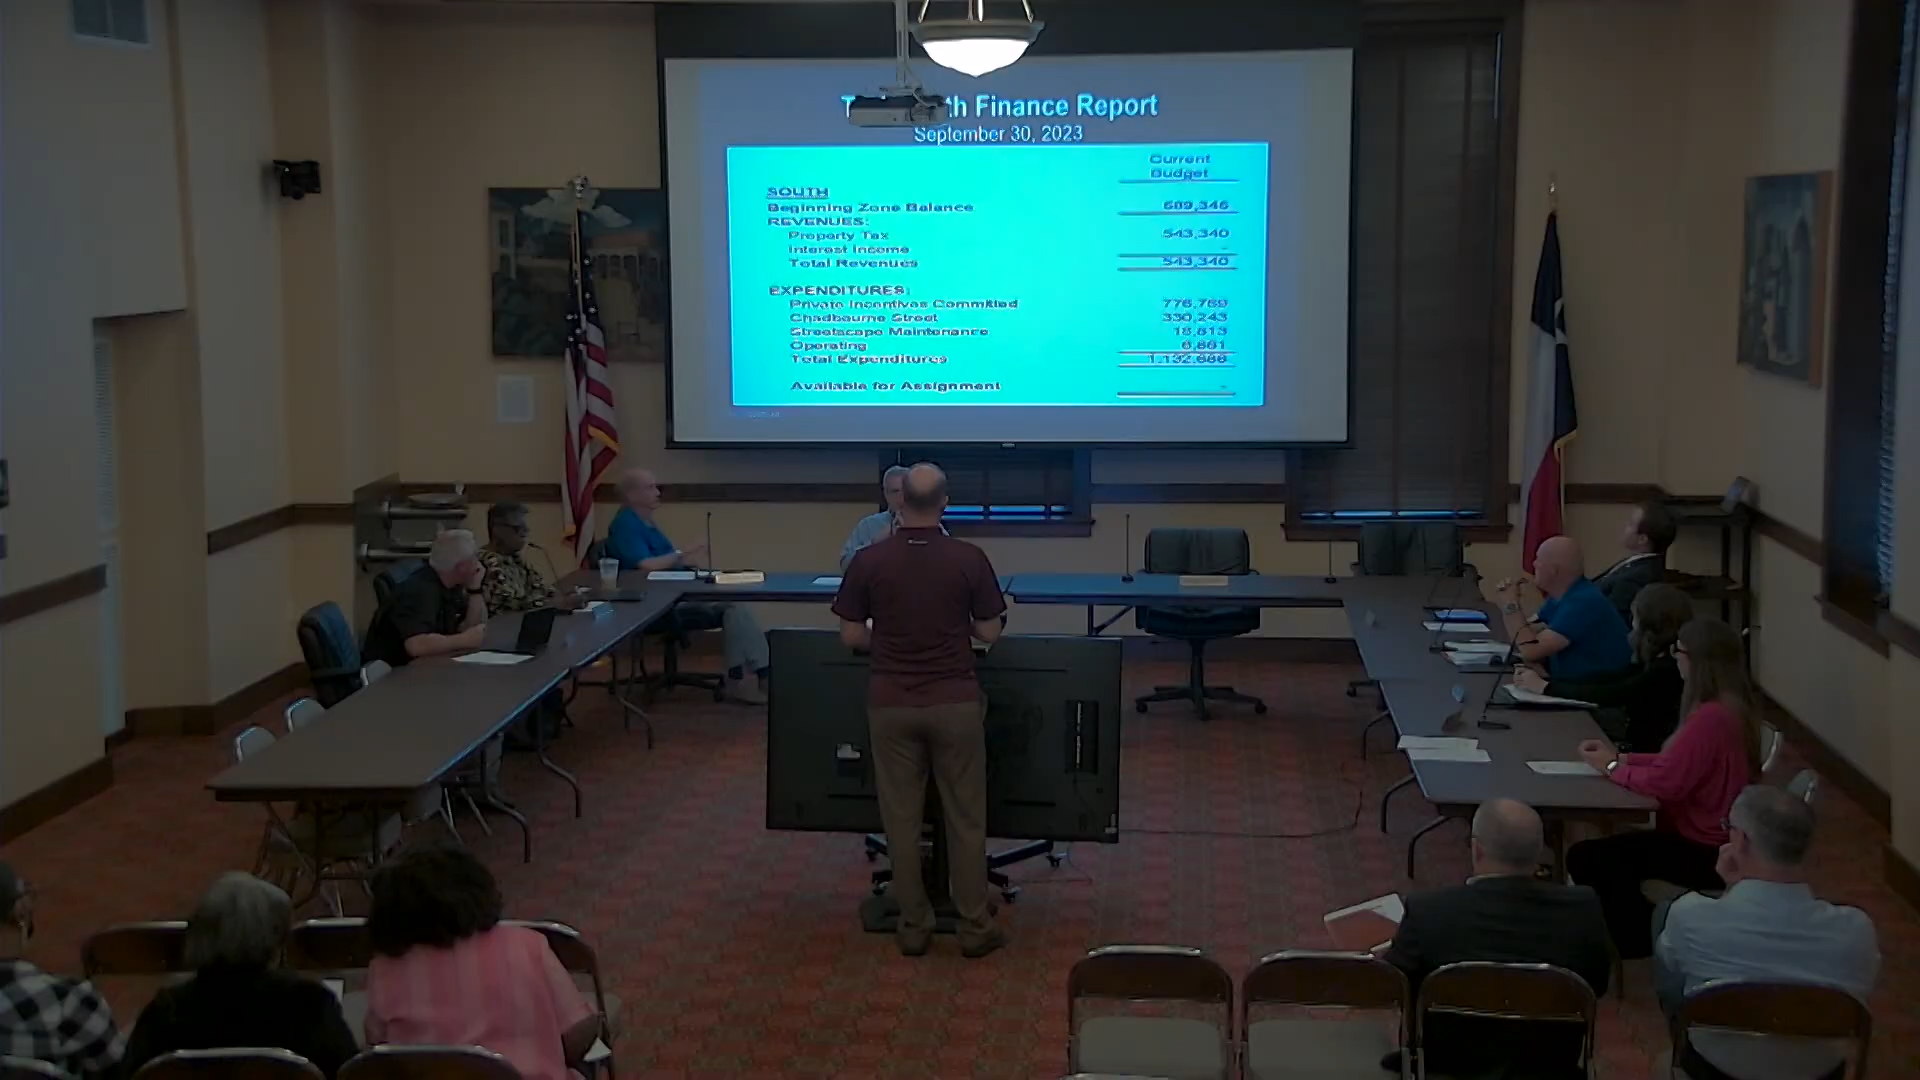 Finance Report
September 30, 2023
Current
Budget
SOUTH
Beginning Zone Balance 589,346
REVENUES:
Property Tax 543,340
Interest Income -
Total Revenues 543,340
EXPENDITURES:
Private Incentives Committed 776,769
Chadbourne Street 330,243
Streetscape Maintenance 18,813
Operating 6,861
Total Expenditures 1,132,686
Available for Assignment -